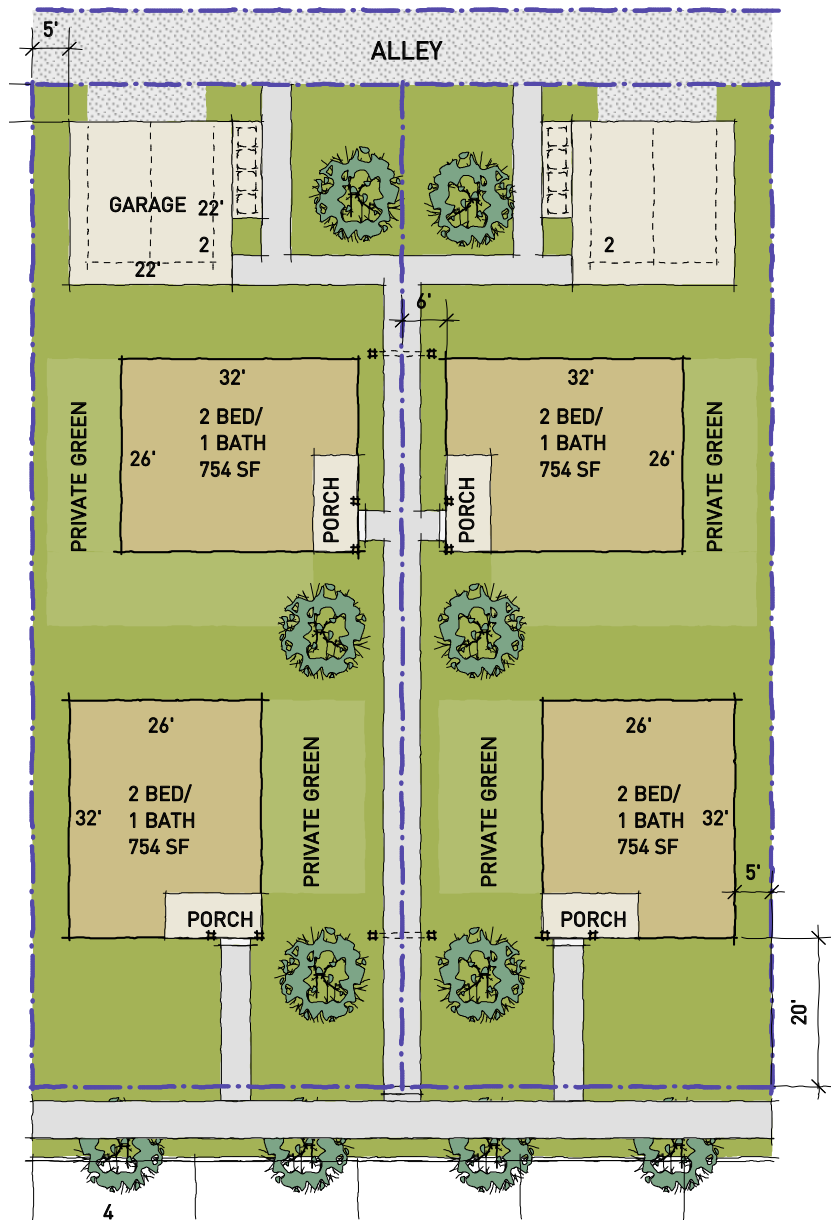 5'
ALLEY
GARAGE
22'
2
22'
2
6'
32'
2 BED/
1 BATH
754 SF
26'
PRIVATE GREEN
PORCH
32'
2 BED/
1 BATH
754 SF
26'
PRIVATE GREEN
PORCH
26'
2 BED/
1 BATH
754 SF
32'
PRIVATE GREEN
PORCH
26'
2 BED/
1 BATH
754 SF
32'
PRIVATE GREEN
PORCH
5'
20'
4